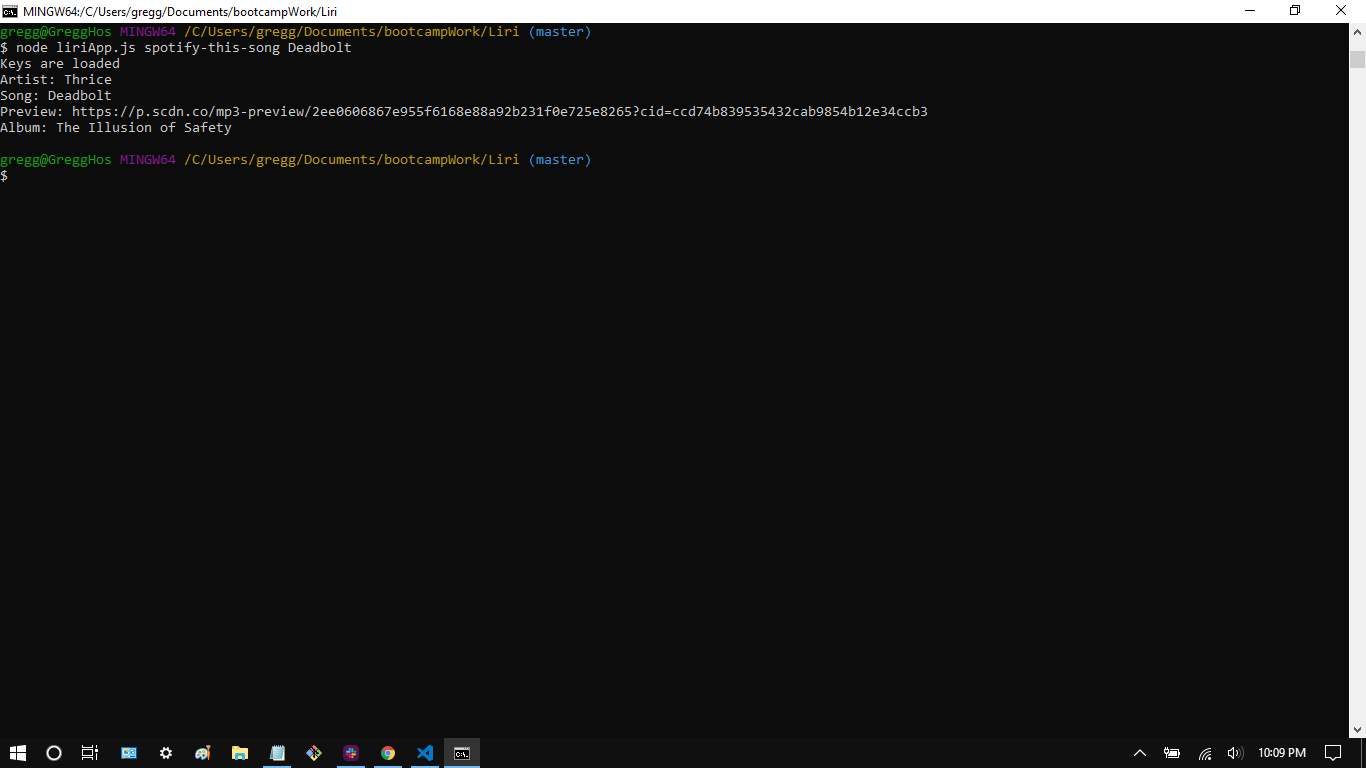 MINGW64:/C/Users/gregg/Documents/bootcampWork/Liri
gregg@GreggHos MINGW64 /C/Users/gregg/Documents/bootcampWork/Liri (master)
$ node liriApp.js spotify-this-song Deadbolt
Keys are loaded
Artist: Thrice
Song: Deadbolt
Preview: https://p.scdn.co/mp3-preview/2ee0606867e955f6168e88a92b231f0e725e8265?cid=ccd74b839535432cab9854b12e34ccb3
Album: The Illusion of Safety
gregg@GreggHos MINGW64 /C/Users/gregg/Documents/bootcampWork/Liri (master)
$
10:09 PM